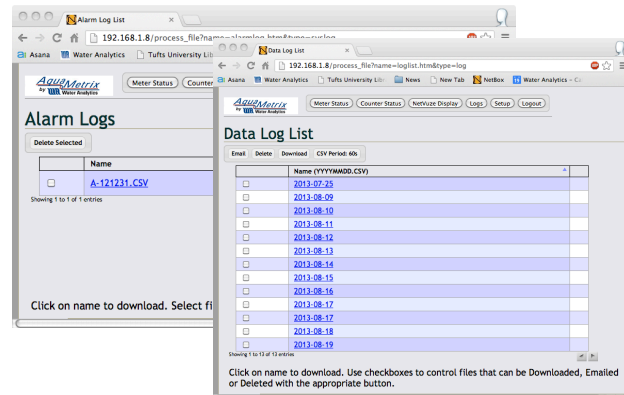 Alarm Log List
192.168.1.8/process_file?name=alarmlog.htm&type=syslog
Asana Water Analytics Tufts University Li
AquaMetrix
by WA Water Analytics
Meter Status Counter
Alarm Logs
Delete Selected
Name
A-121231.CSV
Showing 1 to 1 of 1 entries
Click on name to download. Select fi
Data Log List
192.168.1.8/process_file?name=loglist.htm&type=log
Asana Water Analytics Tufts University Lib News New Tab NetBox Water Analytics – C
AquaMetrix
by WA Water Analytics
Meter Status Counter Status NetVuze Display Logs Setup Logout
Data Log List
Email Delete Download CSV Period: 60s
Name (YYYYMMDD.CSV)
2013-07-25
2013-08-09
2013-08-10
2013-08-11
2013-08-12
2013-08-13
2013-08-14
2013-08-15
2013-08-16
2013-08-17
2013-08-17
2013-08-18
2013-08-19
Showing 1 to 13 of 13 entries
Click on name to download. Use checkboxes to control files that can be Downloaded, Emailed
or Deleted with the appropriate button.